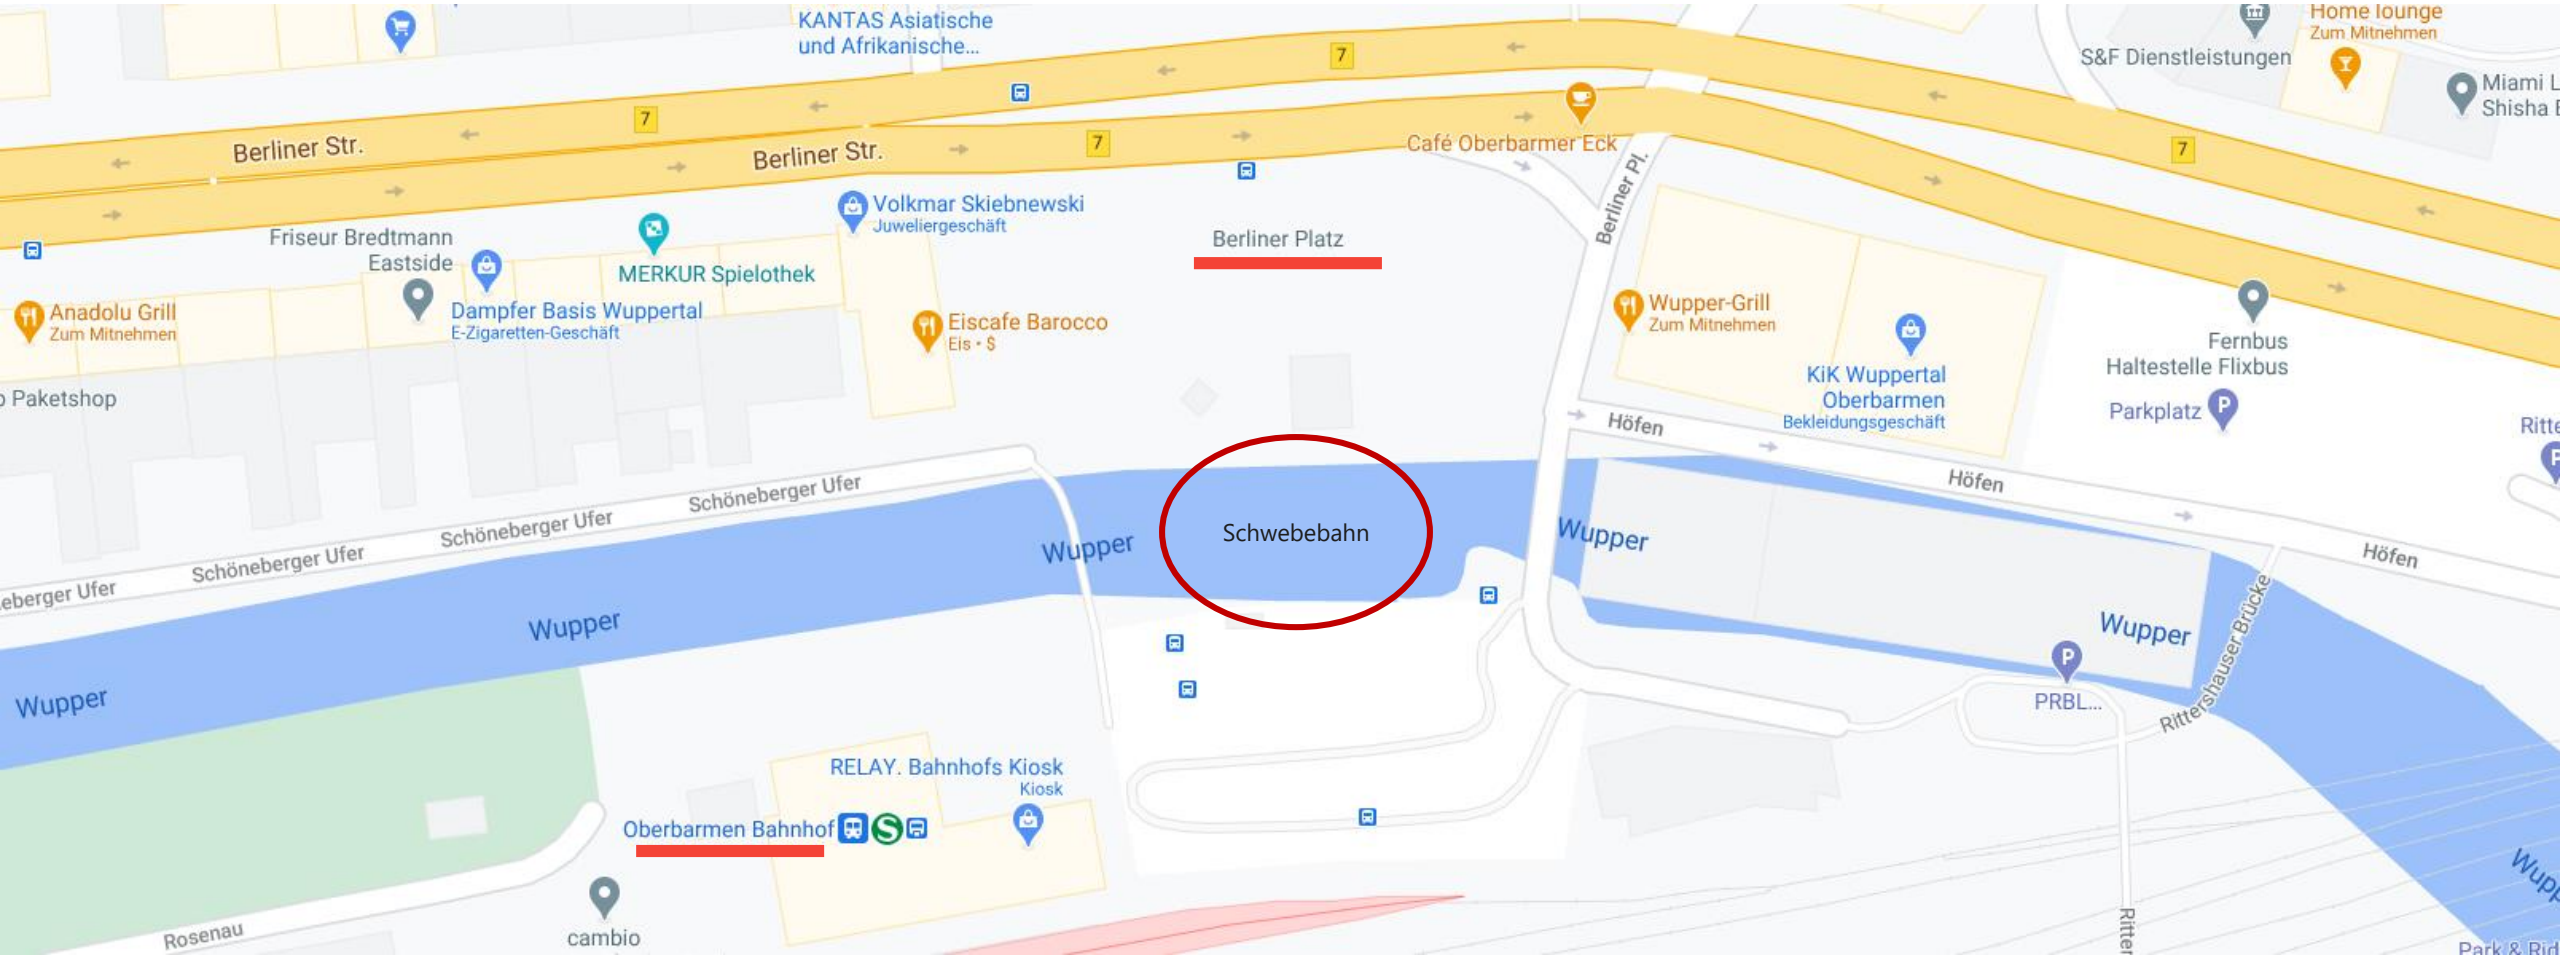 KANTAS Asiatische
und Afrikanische...
7
Home lounge
Zum Mitnehmen
S&F Dienstleistungen
Miami L
Shisha B
7
Berliner Str.
Berliner Str.
7
Café Oberbarmer Eck
7
Berliner Pl.
Volkmar Skiebnewski
Juweliergeschäft
Friseur Bredtmann
Eastside
MERKUR Spielothek
Berliner Platz
Anadolu Grill
Zum Mitnehmen
Dampfer Basis Wuppertal
E-Zigaretten-Geschäft
Eiscafe Barocco
Eis • $
Wupper-Grill
Zum Mitnehmen
Fernbus
Haltestelle Flixbus
KiK Wuppertal
Oberbarmen
Bekleidungsgeschäft
Parkplatz P
Paketshop
Höfen
Ritte
P
Höfen
Schöneberger Ufer
Schöneberger Ufer
Schöneberger Ufer
eberger Ufer
Höfen
Wupper
Schwebebahn
Wupper
Wupper
Wupper
Wupper
P
PRBL...
Rittershauser Brücke
RELAY. Bahnhofs Kiosk
Kiosk
Oberbarmen Bahnhof S
Wupp
Rosenau
cambio
Ritter
Park & Rid